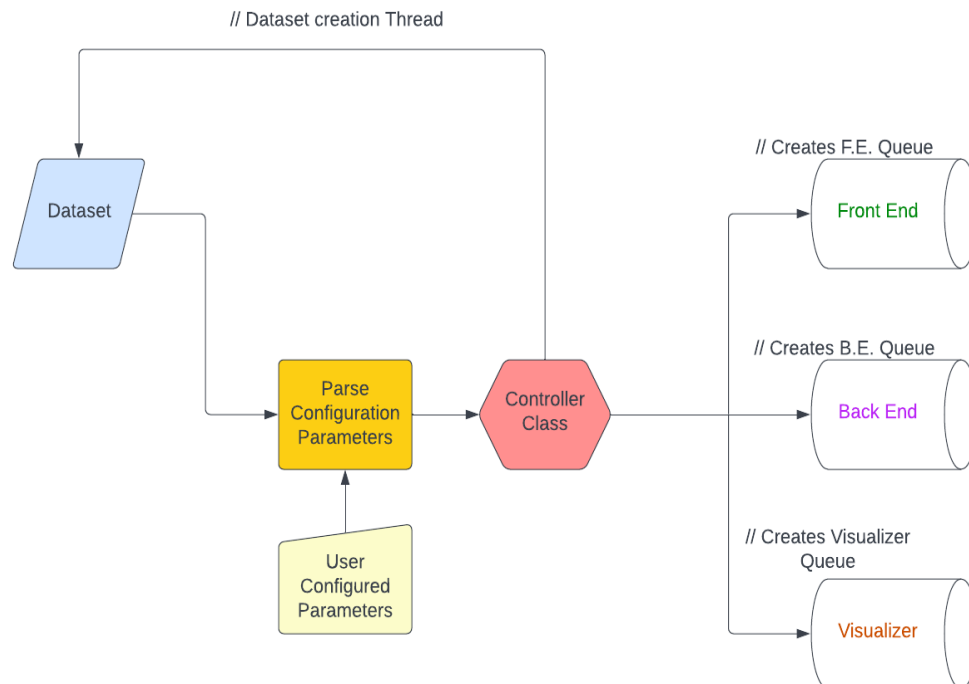 // Dataset creation Thread
// Creates F.E. Queue
Dataset
Front End
// Creates B.E. Queue
Parse
Configuration
Parameters
Controller
Class
Back End
// Creates Visualizer
Queue
User
Configured
Parameters
Visualizer